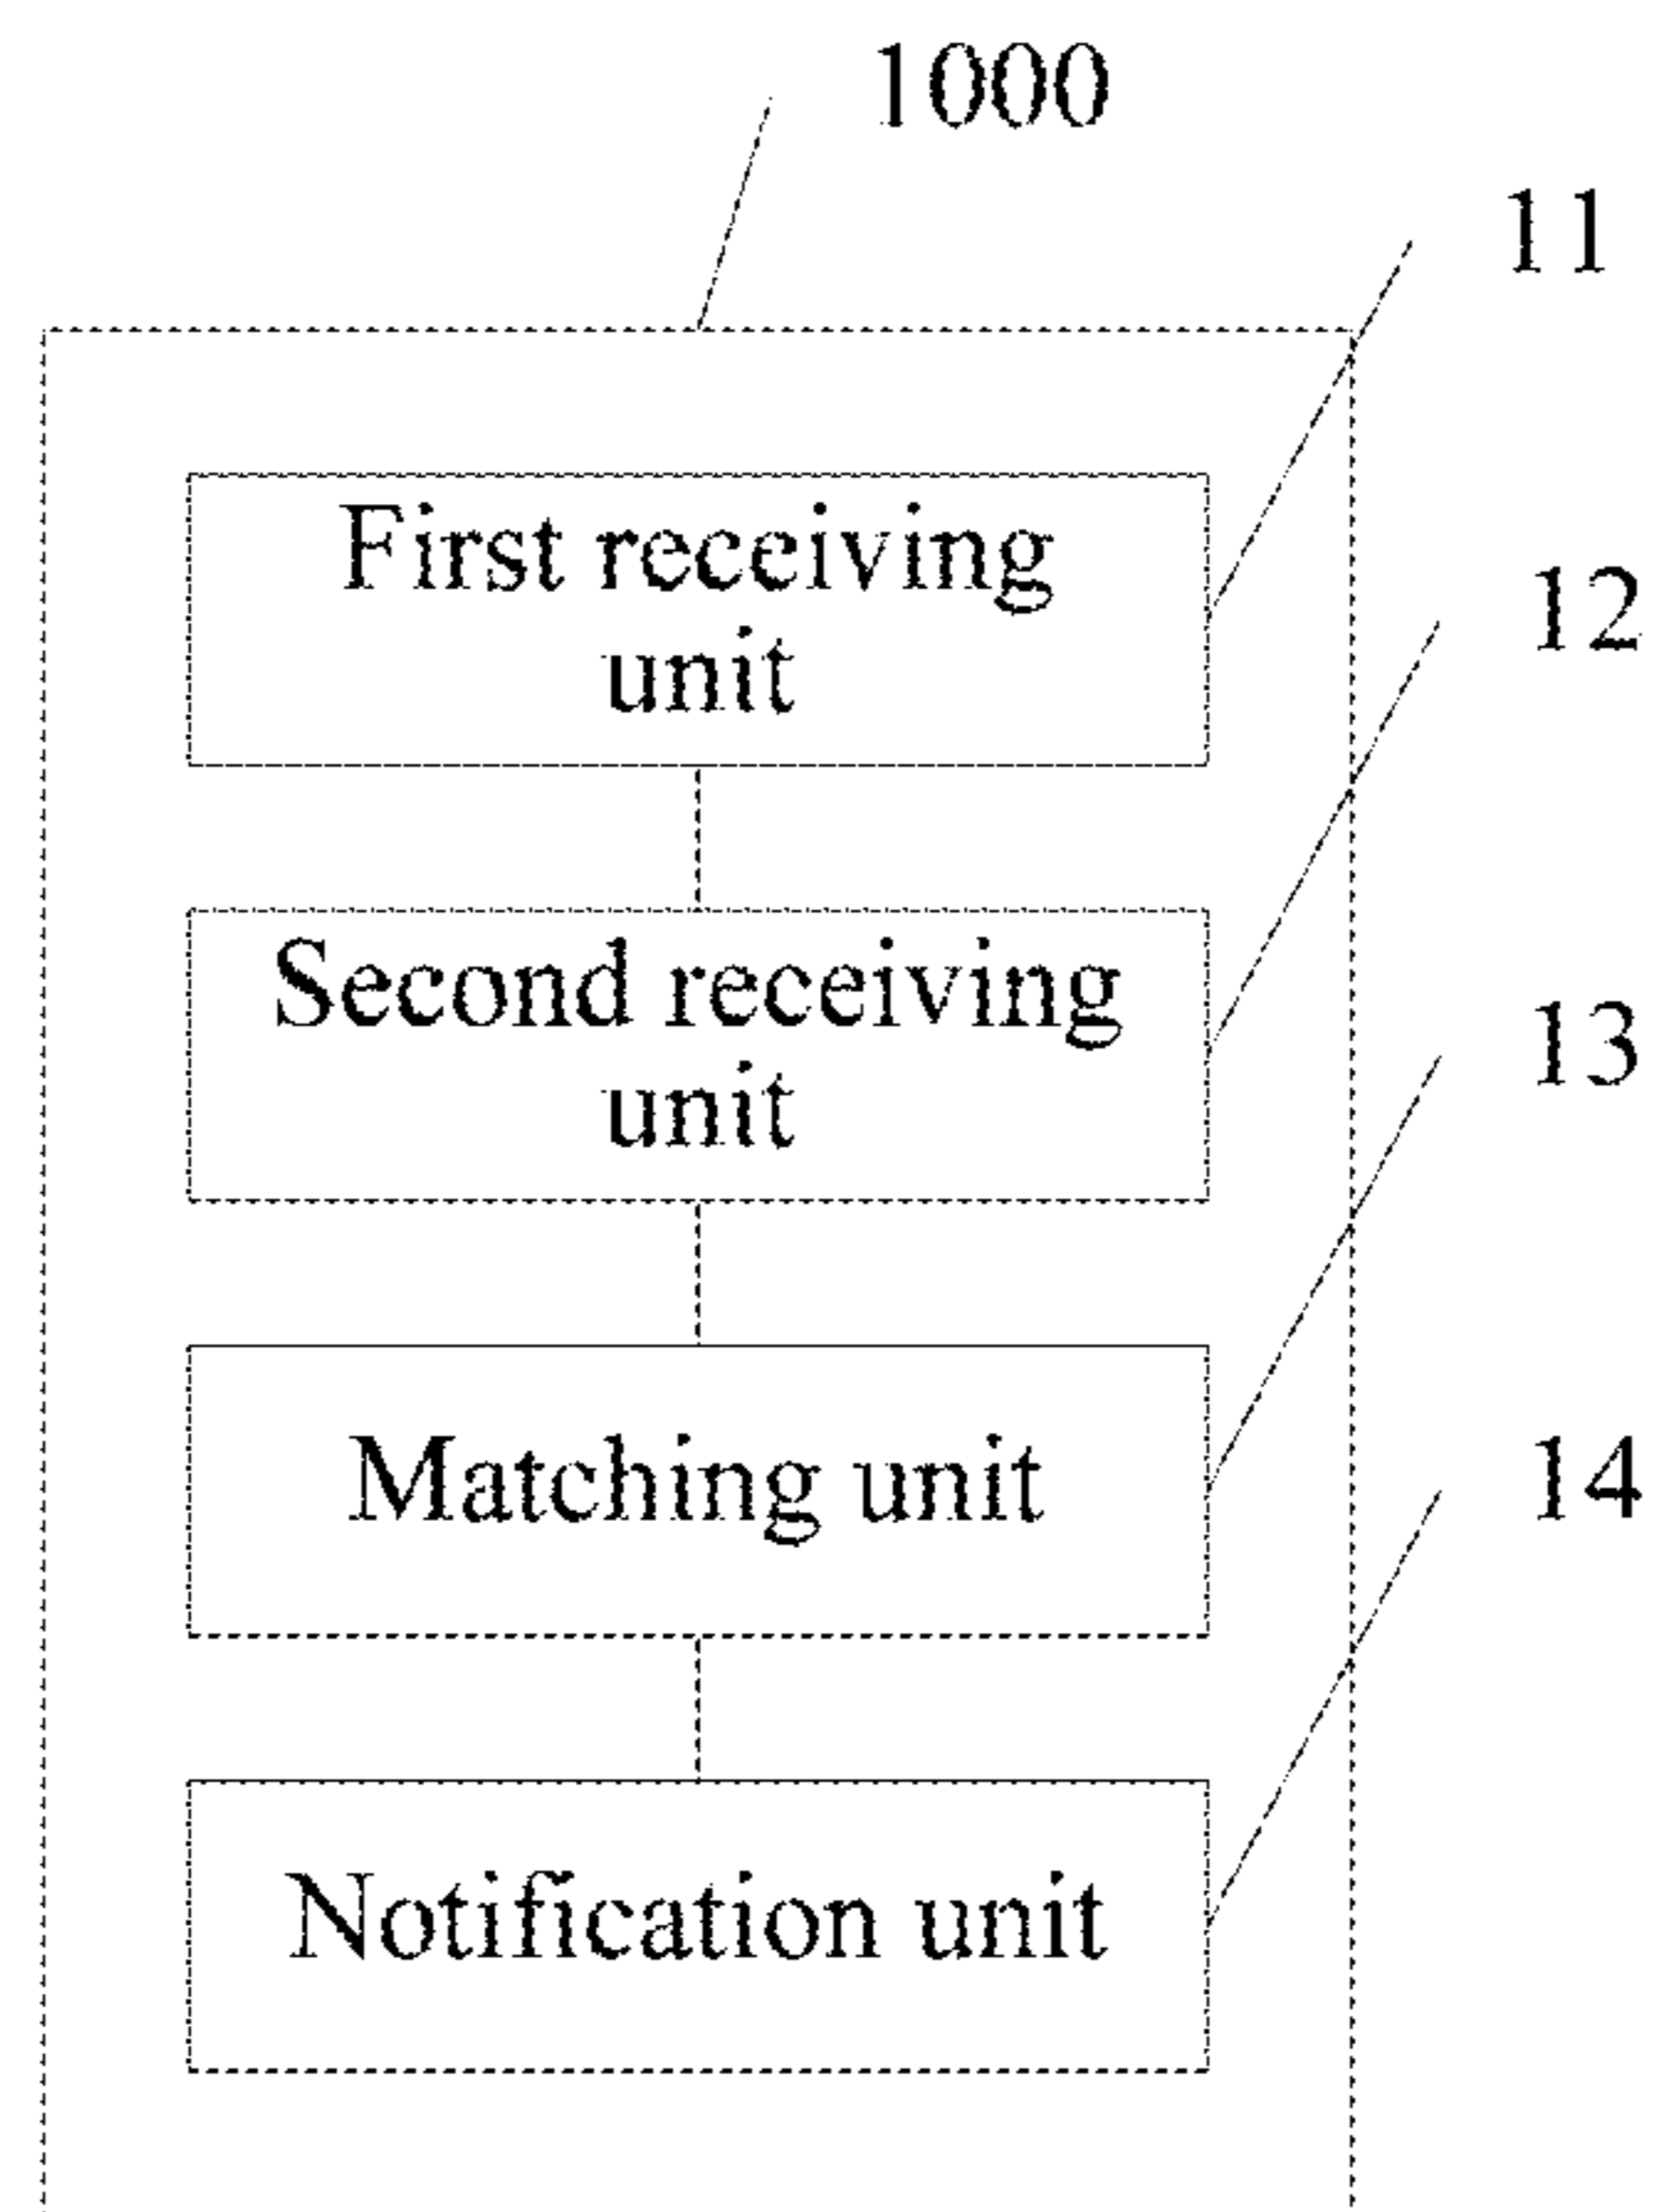 1000
11
First receiving
unit
12
Second receiving
unit
13
Matching unit
14
Notification unit